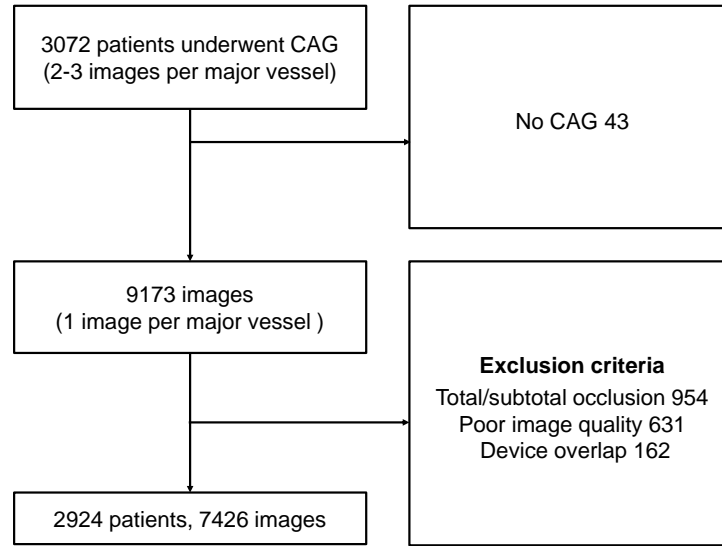 3072 patients underwent CAG
(2-3 images per major vessel)
No CAG 43
9173 images
(1 image per major vessel )
Exclusion criteria
Total/subtotal occlusion 954
Poor image quality 631
Device overlap 162
2924 patients, 7426 images